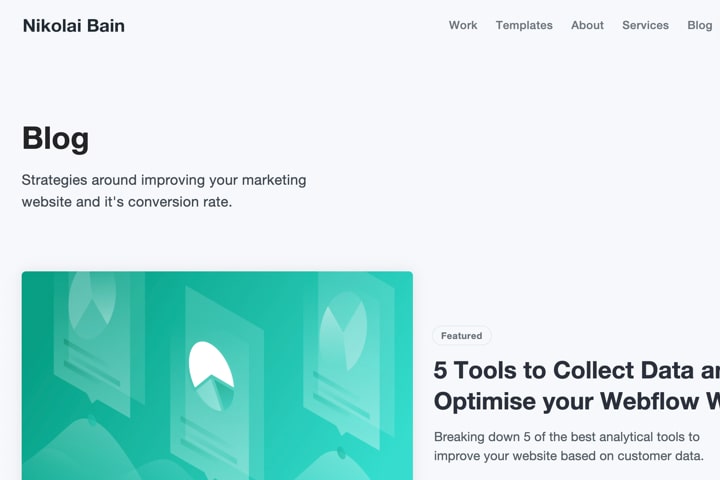 Nikolai Bain
Work Templates About Services Blog
Blog
Strategies around improving your marketing
website and it's conversion rate.
Featured
5 Tools to Collect Data
Optimise your Webflow
Breaking down 5 of the best analytical tools to
improve your website based on customer data.